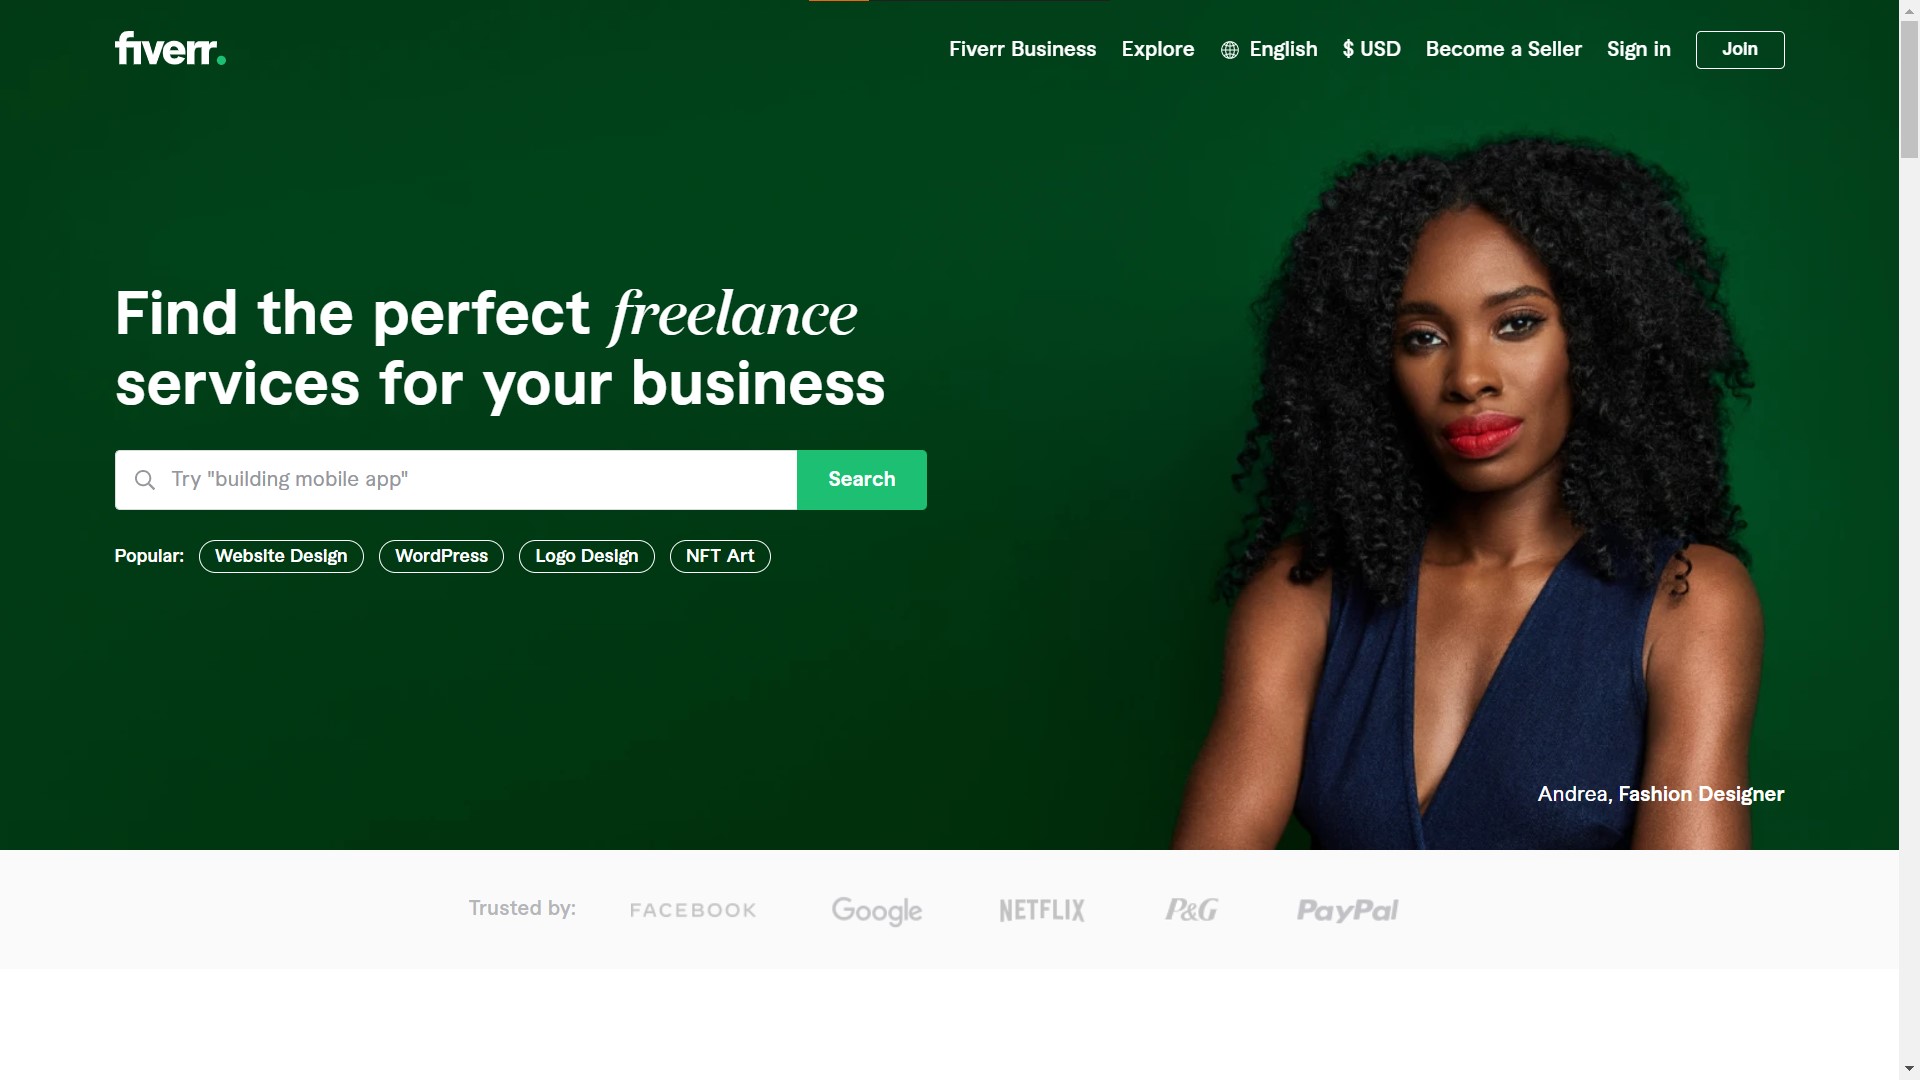 fiverr.
Fiverr Business Explore English $ USD Become a Seller Sign in Join
Find the perfect freelance
services for your business
Try "building mobile app" Search
Popular: Website Design WordPress Logo Design NFT Art
Andrea, Fashion Designer
Trusted by: FACEBOOK Google NETFLIX P&G PayPal